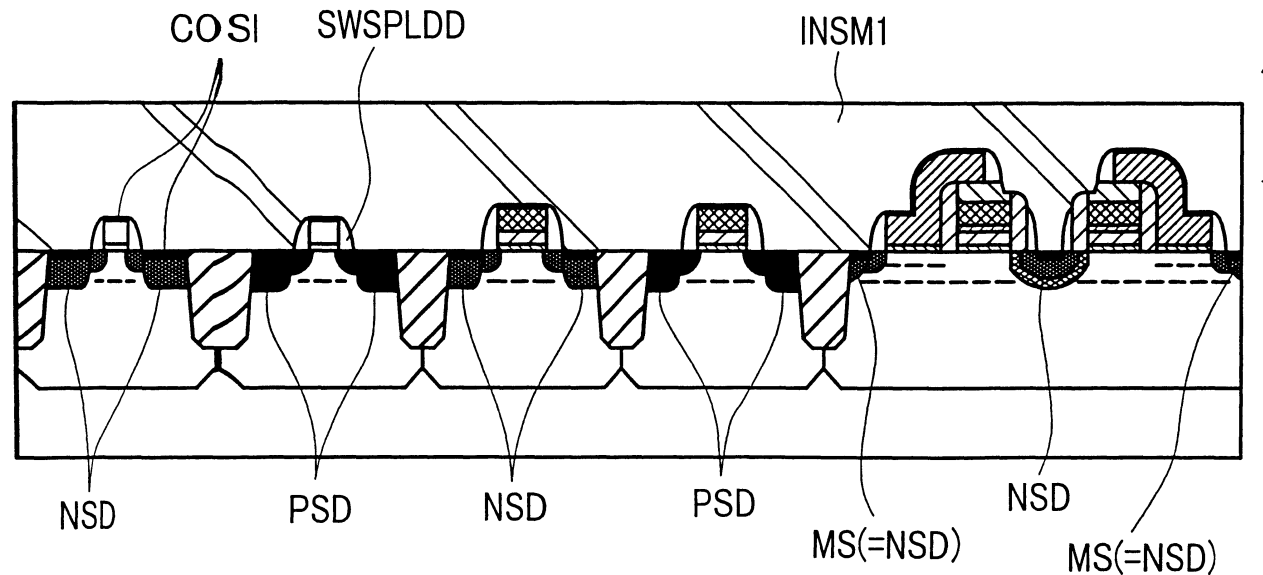 COSI
SWSPLDD
INSM1
NSD
PSD
NSD
PSD
MS(=NSD)
NSD
MS(=NSD)